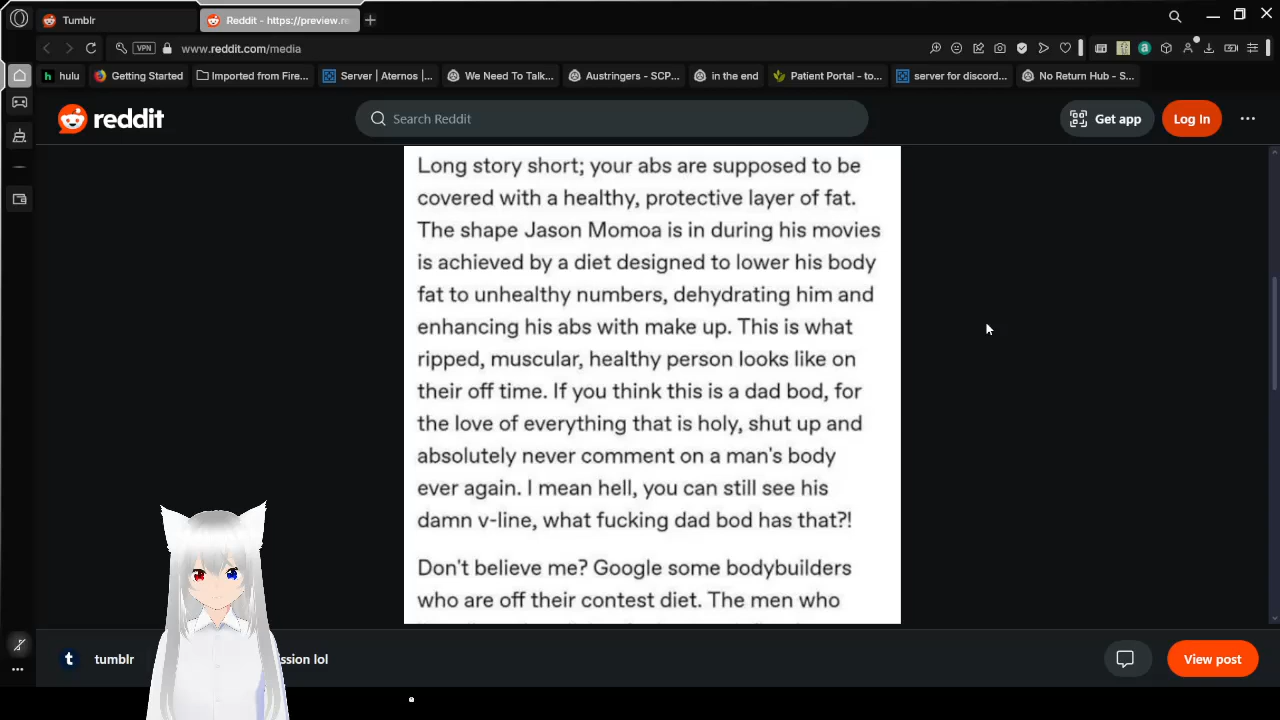 Tumblr
Reddit - https://preview.re
VPN
www.reddit.com/media
hulu
Getting Started
Imported from Fire...
Server | Aternos |...
We Need To Talk...
Austringers - SCP...
in the end
Patient Portal - to...
server for discord...
No Return Hub - S...
reddit
Search Reddit
Get app
Log In
Long story short; your abs are supposed to be
covered with a healthy, protective layer of fat.
The shape Jason Momoa is in during his movies
is achieved by a diet designed to lower his body
fat to unhealthy numbers, dehydrating him and
enhancing his abs with make up. This is what
ripped, muscular, healthy person looks like on
their off time. If you think this is a dad bod, for
the love of everything that is holy, shut up and
absolutely never comment on a man's body
ever again. I mean hell, you can still see his
damn v-line, what fucking dad bod has that?!
Don't believe me? Google some bodybuilders
who are off their contest diet. The men who
tumblr
ssion lol
View post